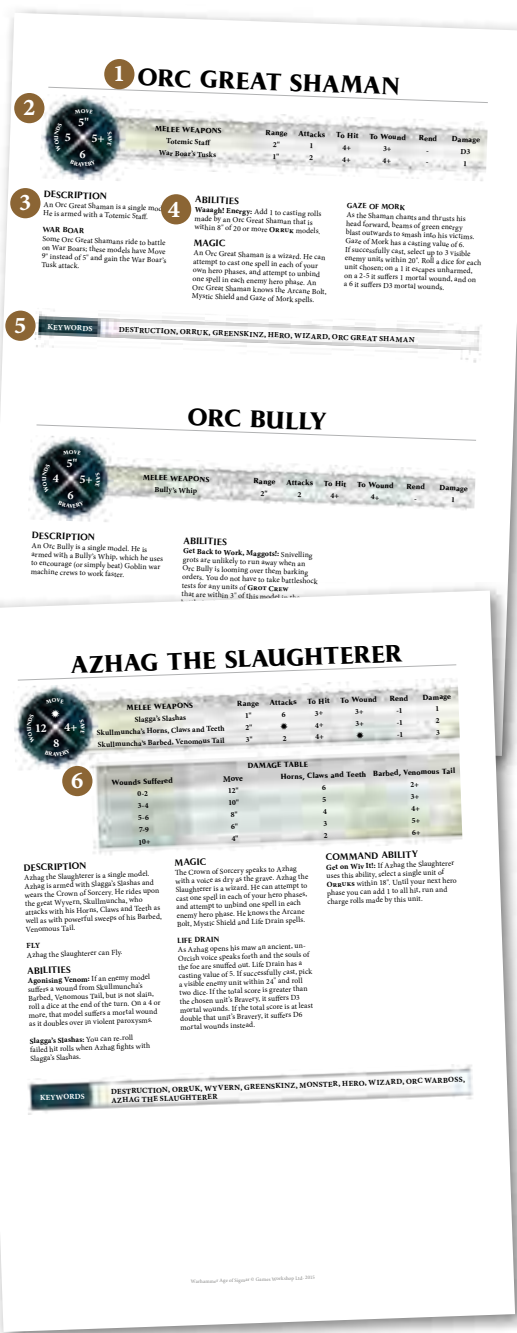 1 ORC GREAT SHAMAN
2
MOVE
5"
WOUNDS 5 5+ SAVE
6
BRAVERY
MELEE WEAPONS Range Attacks To Hit To Wound Rend Damage
Totemic Staff 2" 1 4+ 3+ - D3
War Boar's Tusks 1" 2 4+ 4+ - 1
3 DESCRIPTION
An Orc Great Shaman is a single model.
He is armed with a Totemic Staff.
WAR BOAR
Some Orc Great Shamans ride to battle
on War Boars; these models have Move
9" instead of 5" and gain the War Boar's
Tusk attack.
4 ABILITIES
Waaagh! Energy: Add 1 to casting rolls
made by an Orc Great Shaman that is
within 8" of 20 or more ORRUK models.
MAGIC
An Orc Great Shaman is a wizard. He can
attempt to cast one spell in each of your
own hero phases, and attempt to unbind
one spell in each enemy hero phase. An
Orc Great Shaman knows the Arcane Bolt,
Mystic Shield and Gaze of Mork spells.
GAZE OF MORK
As the Shaman chants and thrusts his
head forward, beams of green energy
blast outwards to smash into his victims.
Gaze of Mork has a casting value of 6.
If successfully cast, select up to 3 visible
enemy units within 20". Roll a dice for each
unit chosen; on a 1 it escapes unharmed,
on a 2-5 it suffers 1 mortal wound, and on
a 6 it suffers D3 mortal wounds.
5 KEYWORDS DESTRUCTION, ORRUK, GREENSKINZ, HERO, WIZARD, ORC GREAT SHAMAN
ORC BULLY
MOVE
5"
WOUNDS 4 5+ SAVE
6
BRAVERY
MELEE WEAPONS Range Attacks To Hit To Wound Rend Damage
Bully's Whip 2" 2 4+ 4+ - 1
DESCRIPTION
An Orc Bully is a single model. He is
armed with a Bully's Whip, which he uses
to encourage (or simply beat) Goblin war
machine crews to work faster.
ABILITIES
Get Back to Work, Maggots!: Snivelling
grots are unlikely to run away when an
Orc Bully is looming over them barking
orders. You do not have to take battleshock
tests for any units of GROT CREW
that are within 3" of this model in the
AZHAG THE SLAUGHTERER
MOVE
WOUNDS 12 4+ SAVE
8
BRAVERY
MELEE WEAPONS Range Attacks To Hit To Wound Rend Damage
Slagga's Slashas 1" 6 3+ 3+ -1 1
Skullmuncha's Horns, Claws and Teeth 2" ✹ 4+ 3+ -1 2
Skullmuncha's Barbed, Venomous Tail 3" 2 4+ ✹ -1 3
6 DAMAGE TABLE
Wounds Suffered Move Horns, Claws and Teeth Barbed, Venomous Tail
0-2 12" 6 2+
3-4 10" 5 3+
5-6 8" 4 4+
7-9 6" 3 5+
10+ 4" 2 6+
DESCRIPTION
Azhag the Slaughterer is a single model.
Azhag is armed with Slagga's Slashas and
wears the Crown of Sorcery. He rides upon
the great Wyvern, Skullmuncha, who
attacks with his Horns, Claws and Teeth as
well as with powerful sweeps of his Barbed,
Venomous Tail.
FLY
Azhag the Slaughterer can Fly.
ABILITIES
Agonising Venom: If an enemy model
suffers a wound from Skullmuncha's
Barbed, Venomous Tail, but is not slain,
roll a dice at the end of the turn. On a 4 or
more, that model suffers a mortal wound
as it doubles over in violent paroxysms.
Slagga's Slashas: You can re-roll
failed hit rolls when Azhag fights with
Slagga's Slashas.
MAGIC
The Crown of Sorcery speaks to Azhag
with a voice as dry as the grave. Azhag the
Slaughterer is a wizard. He can attempt to
cast one spell in each of your hero phases,
and attempt to unbind one spell in each
enemy hero phase. He knows the Arcane
Bolt, Mystic Shield and Life Drain spells.
LIFE DRAIN
As Azhag opens his maw an ancient, un-
Orcish voice speaks forth and the souls of
the foe are snuffed out. Life Drain has a
casting value of 5. If successfully cast, pick
a visible enemy unit within 24" and roll
two dice. If the total score is greater than
the chosen unit's Bravery, it suffers D3
mortal wounds. If the total score is at least
double that unit's Bravery, it suffers D6
mortal wounds instead.
COMMAND ABILITY
Get on Wiv It!: If Azhag the Slaughterer
uses this ability, select a single unit of
ORRUKS within 18". Until your next hero
phase you can add 1 to all hit, run and
charge rolls made by this unit.
KEYWORDS DESTRUCTION, ORRUK, WYVERN, GREENSKINZ, MONSTER, HERO, WIZARD, ORC WARBOSS,
AZHAG THE SLAUGHTERER
Warhammer: Age of Sigmar © Games Workshop Ltd. 2015